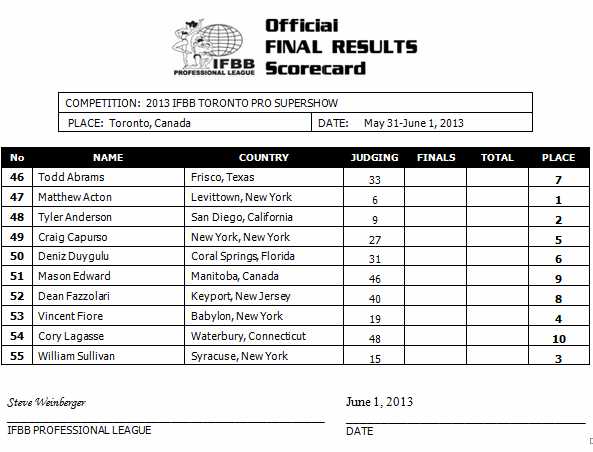 Official
FINAL RESULTS
Scorecard
IFBB
PROFESSIONAL LEAGUE
COMPETITION: 2013 IFBB TORONTO PRO SUPERSHOW
PLACE: Toronto, Canada DATE: May 31-June 1, 2013
No NAME COUNTRY JUDGING FINALS TOTAL PLACE
46 Todd Abrams Frisco, Texas 33 7
47 Matthew Acton Levittown, New York 6 1
48 Tyler Anderson San Diego, California 9 2
49 Craig Capurso New York, New York 27 5
50 Deniz Duygulu Coral Springs, Florida 31 6
51 Mason Edward Manitoba, Canada 46 9
52 Dean Fazzolari Keyport, New Jersey 40 8
53 Vincent Fiore Babylon, New York 19 4
54 Cory Lagasse Waterbury, Connecticut 48 10
55 William Sullivan Syracuse, New York 15 3
Steve Weinberger June 1, 2013
IFBB PROFESSIONAL LEAGUE DATE